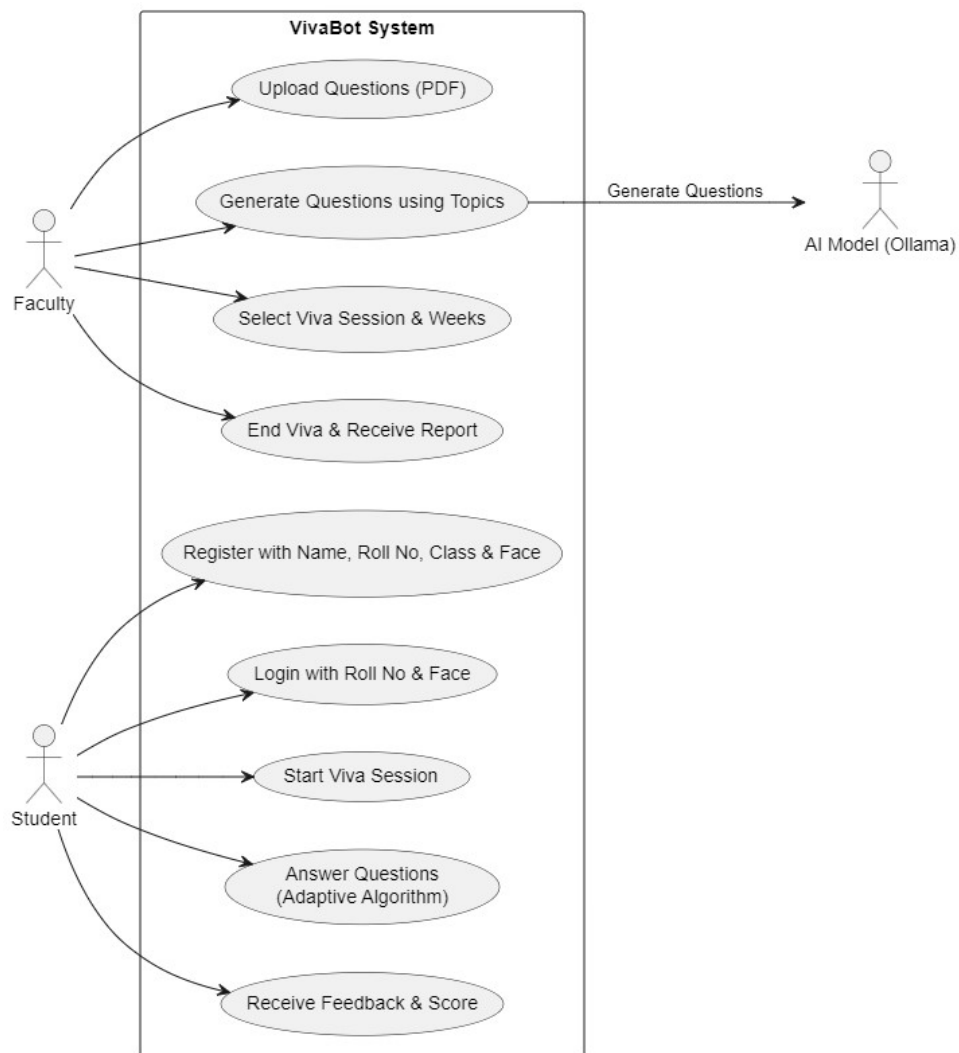 VivaBot System
Upload Questions (PDF)
Generate Questions using Topics
Generate Questions
AI Model (Ollama)
Faculty
Select Viva Session & Weeks
End Viva & Receive Report
Register with Name, Roll No, Class & Face
Login with Roll No & Face
Start Viva Session
Student
Answer Questions
(Adaptive Algorithm)
Receive Feedback & Score